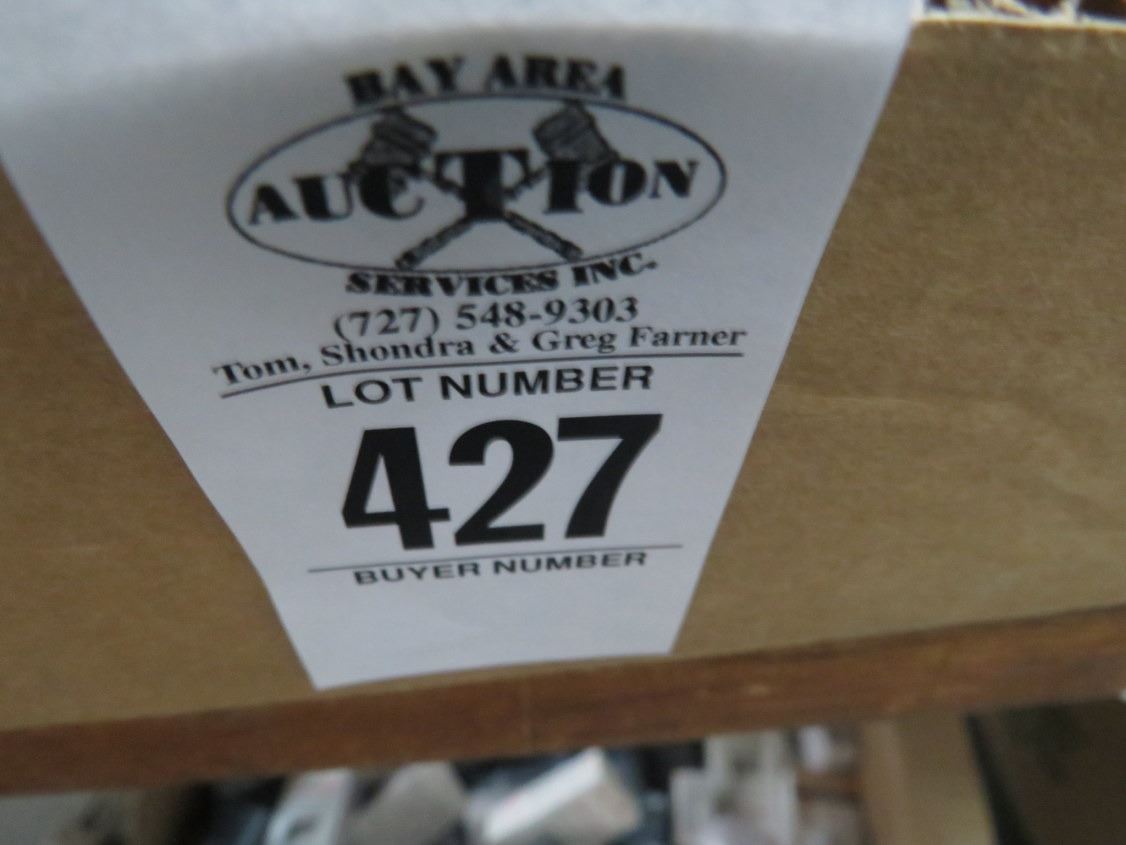 BAY AREA
AUCTION
SERVICES INC.
(727) 548-9303
Tom, Shondra & Greg Farner
LOT NUMBER
427
BUYER NUMBER